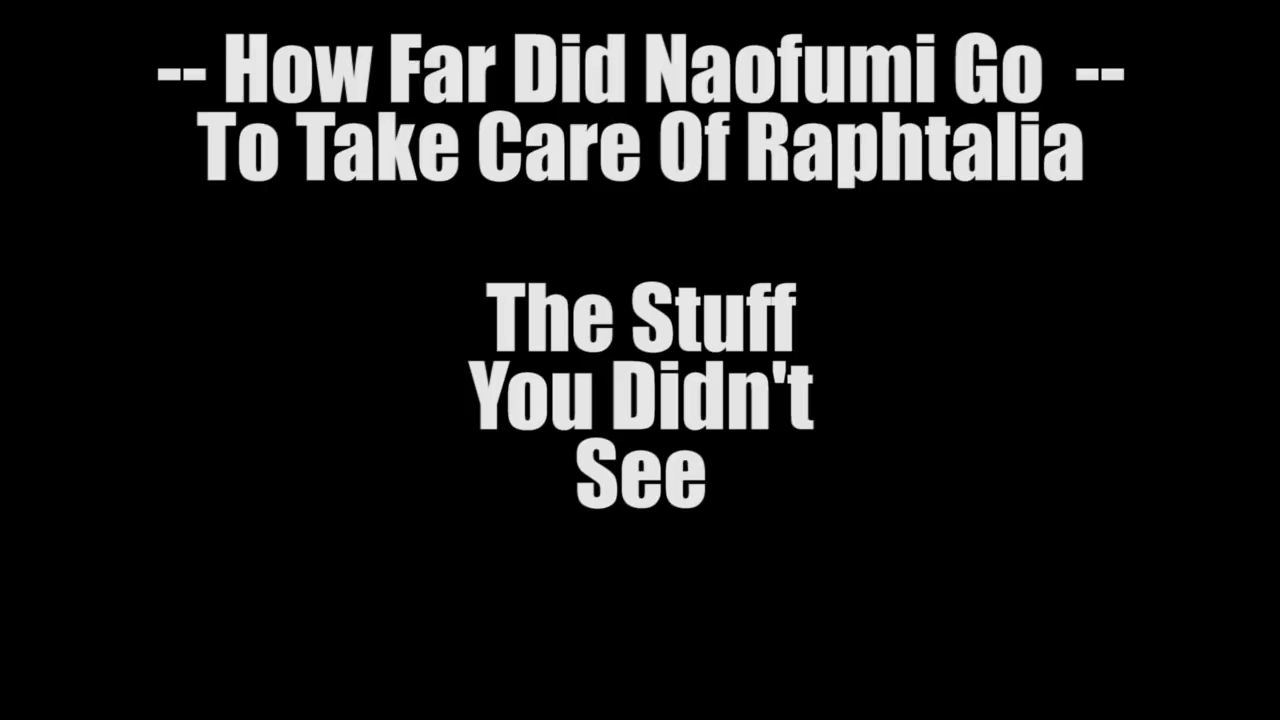 -- How Far Did Naofumi Go --
To Take Care Of Raphtalia
The Stuff
You Didn't
See